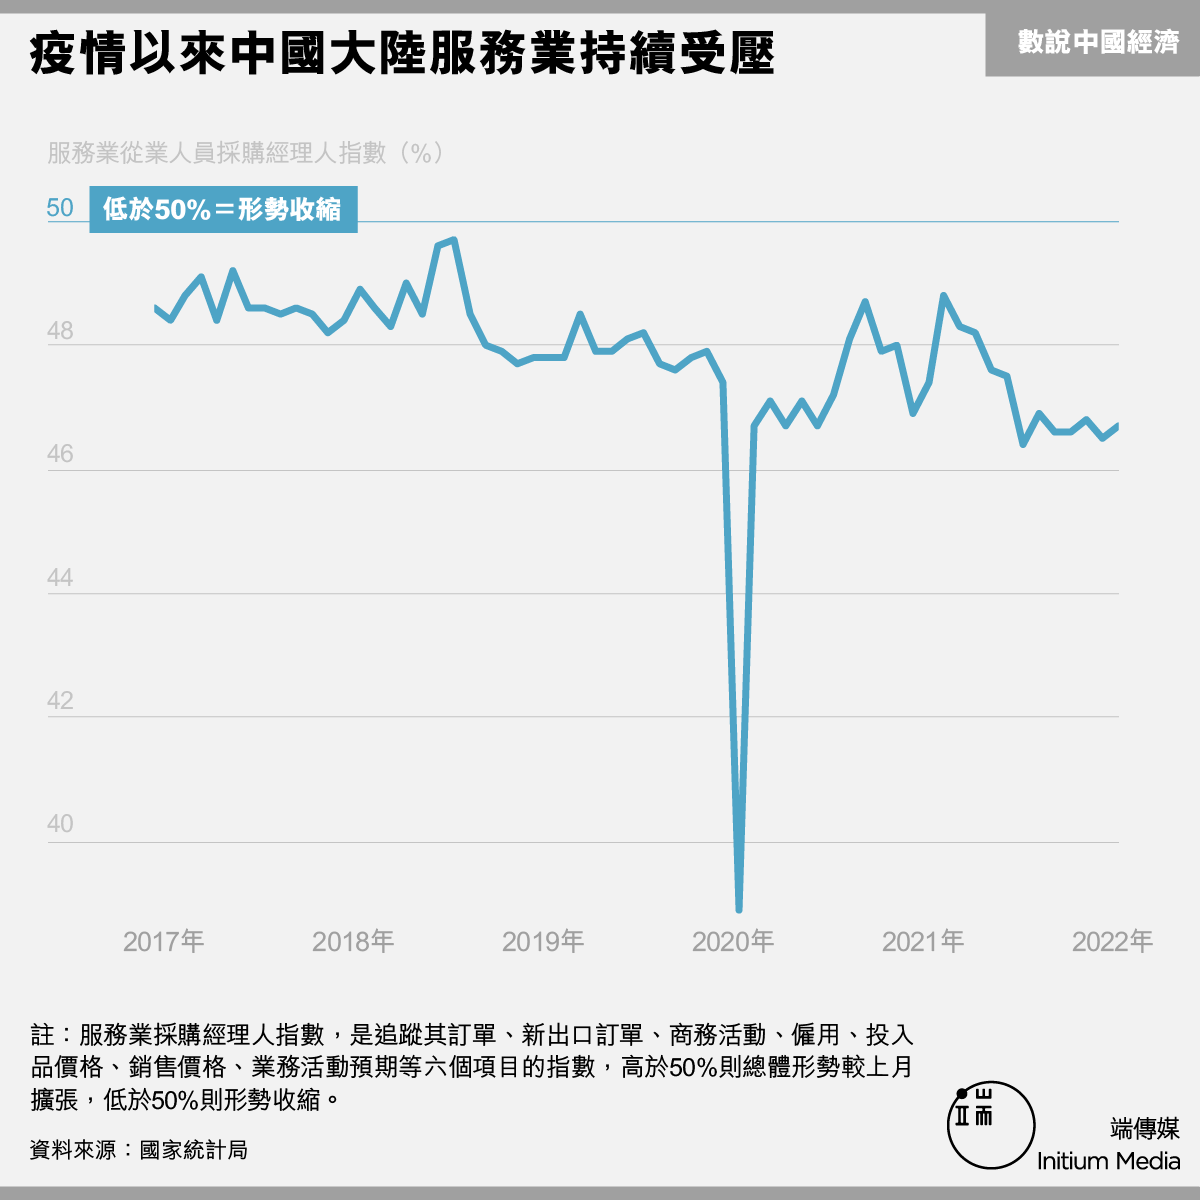 疫情以來中國大陸服務業持續受壓
數說中國經濟
服務業從業人員採購經理人指數（%）
50
低於50%＝形勢收縮
48
46
44
42
40
2017年 2018年 2019年 2020年 2021年 2022年
註：服務業採購經理人指數，是追蹤其訂單、新出口訂單、商務活動、僱用、投入
品價格、銷售價格、業務活動預期等六個項目的指數，高於50%則總體形勢較上月
擴張，低於50%則形勢收縮。
資料來源：國家統計局
端
端傳媒
Initium Media